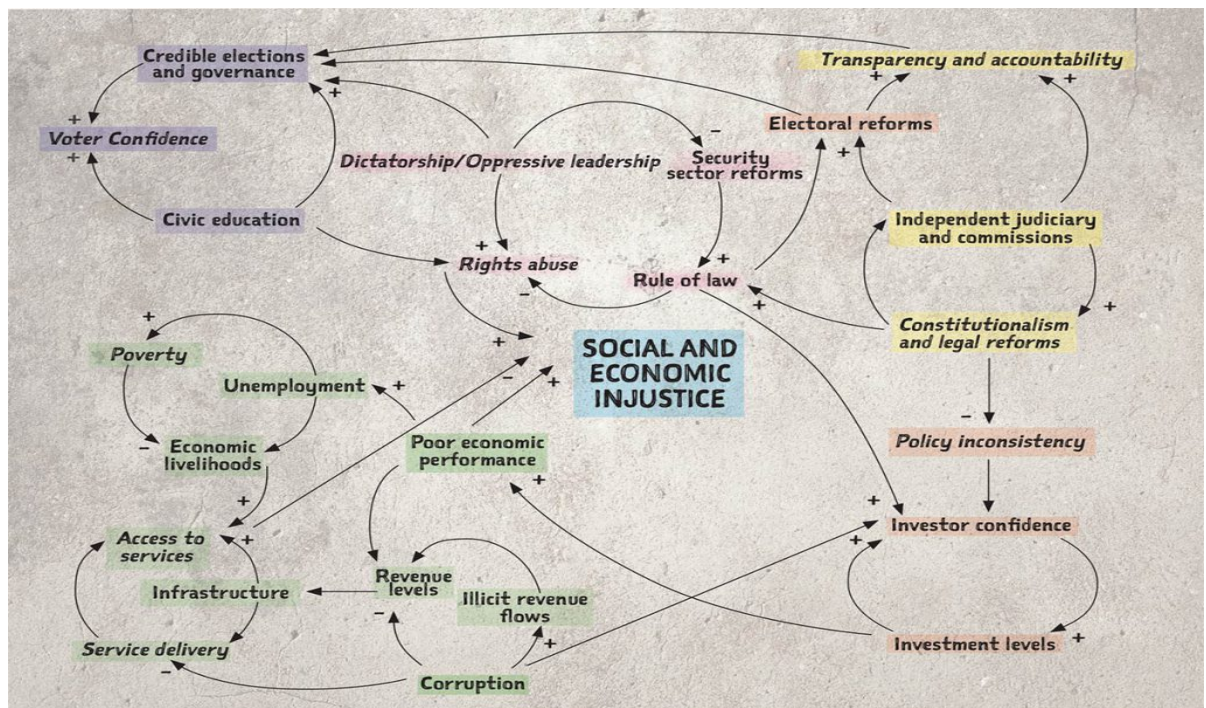 Credible elections
and governance
Transparency and accountability
Voter Confidence
Electoral reforms
Dictatorship/Oppressive leadership
Security
sector reforms
Civic education
Independent judiciary
and commissions
Rights abuse
Rule of law
Constitutionalism
and legal reforms
Poverty
SOCIAL AND
ECONOMIC
INJUSTICE
Unemployment
Economic
livelihoods
Poor economic
performance
Policy inconsistency
Access to
services
Investor confidence
Infrastructure
Revenue
levels
Illicit revenue
flows
Service delivery
Investment levels
Corruption